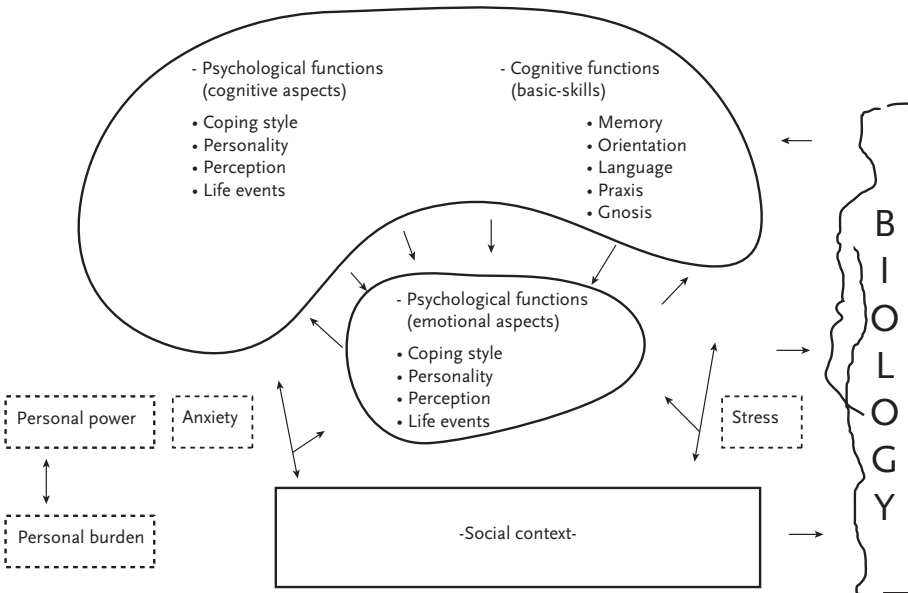 - Psychological functions
(cognitive aspects)
• Coping style
• Personality
• Perception
• Life events
- Cognitive functions
(basic-skills)
• Memory
• Orientation
• Language
• Praxis
• Gnosis
- Psychological functions
(emotional aspects)
• Coping style
• Personality
• Perception
• Life events
Personal power
Anxiety
Stress
Personal burden
-Social context-
B
I
O
L
O
G
Y